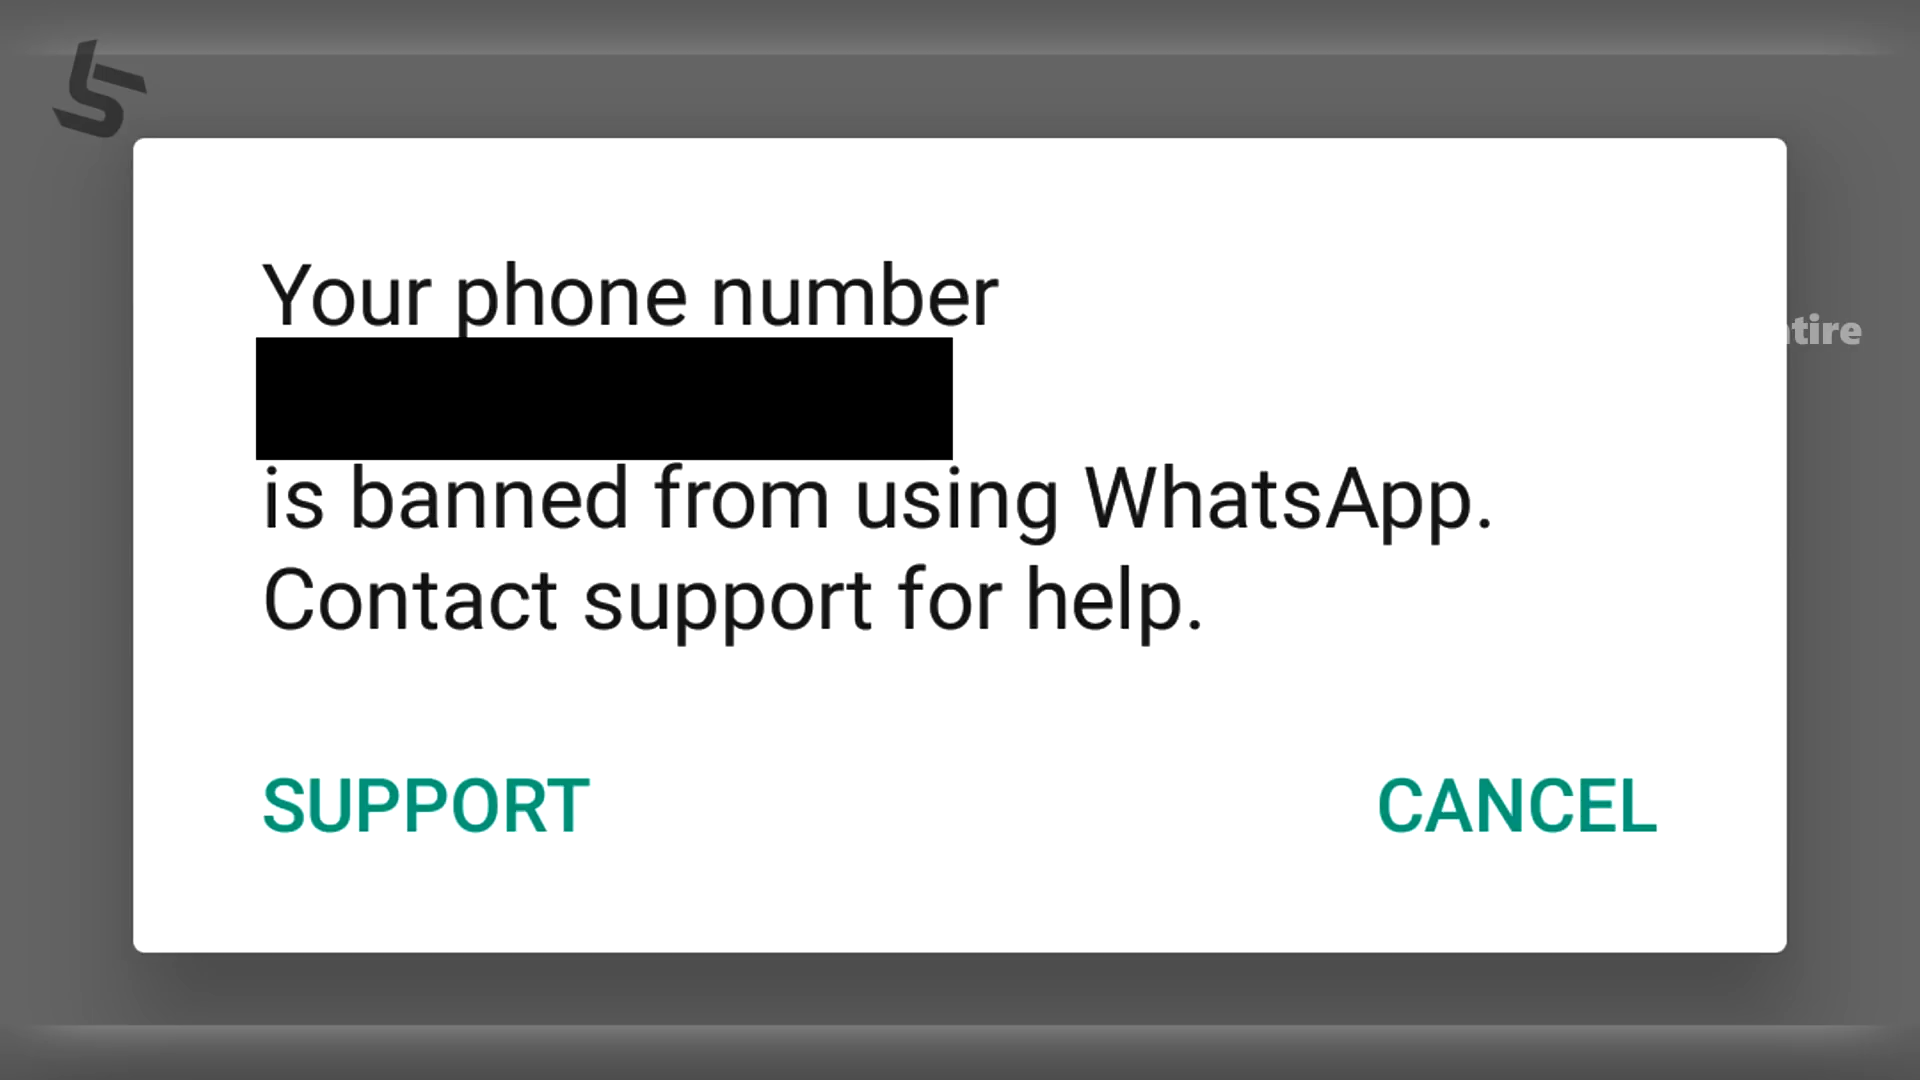 Your phone number
is banned from using WhatsApp.
Contact support for help.
SUPPORT
CANCEL